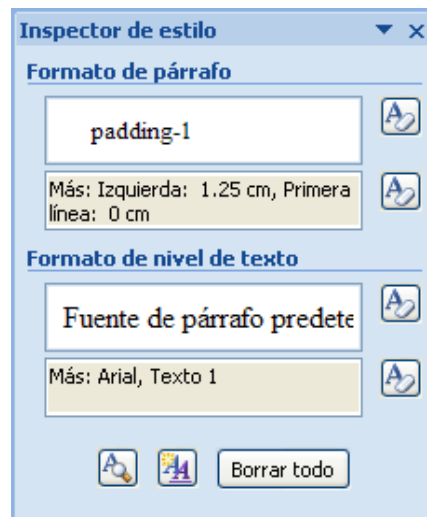 Inspector de estilo
Formato de párrafo
padding-1
Más: Izquierda: 1.25 cm, Primera
línea: 0 cm
Formato de nivel de texto
Fuente de párrafo predete
Más: Arial, Texto 1
Borrar todo